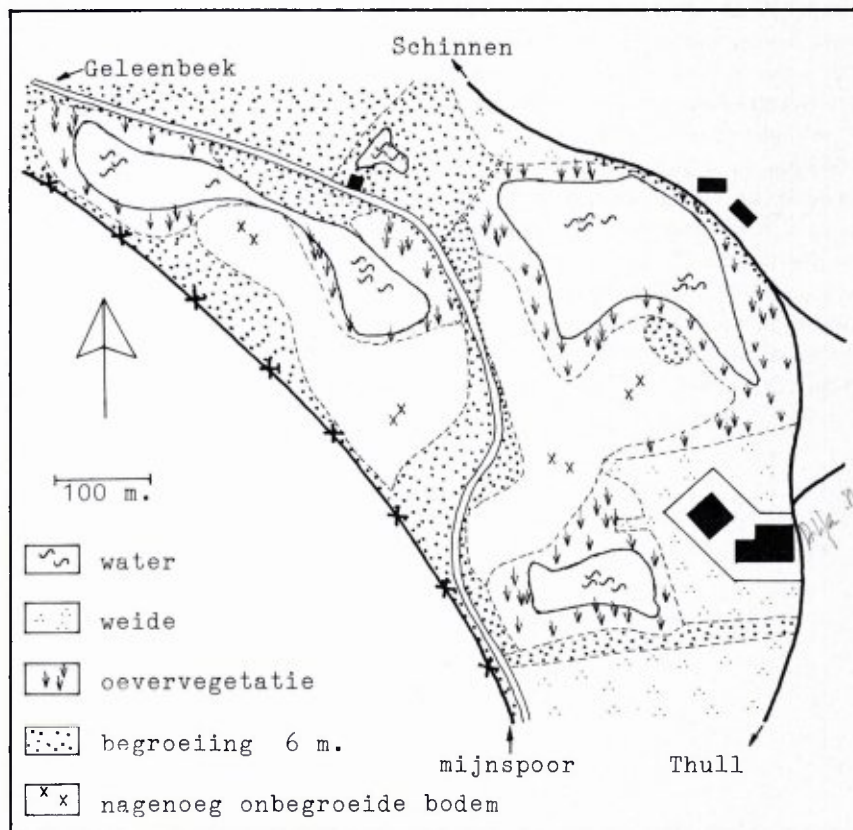 Schinnen
Geleenbeek
100 m.
water
weide
oevervegetatie
begroeiing 6 m.
nagenoeg onbegroeide bodem
mijnspoor
Thull